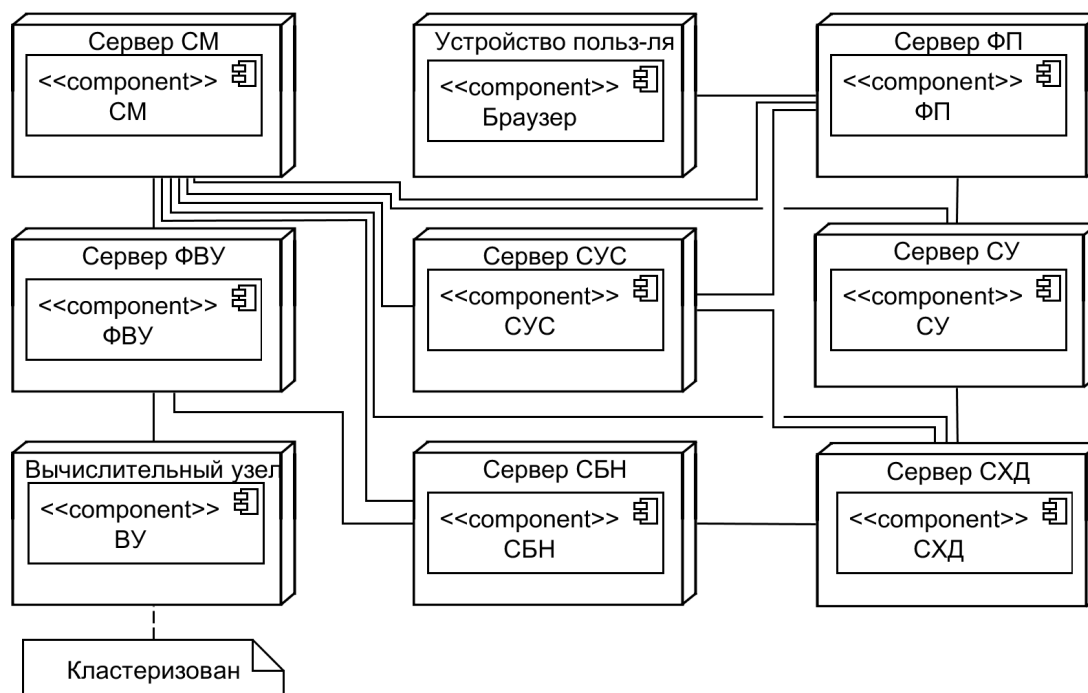 Сервер СМ
<<component>>
СМ
Устройство польз-ля
<<component>>
Браузер
Сервер ФП
<<component>>
ФП
Сервер ФВУ
<<component>>
ФВУ
Сервер СУС
<<component>>
СУС
Сервер СУ
<<component>>
СУ
Вычислительный узел
<<component>>
ВУ
Сервер СБН
<<component>>
СБН
Сервер СХД
<<component>>
СХД
Кластеризован